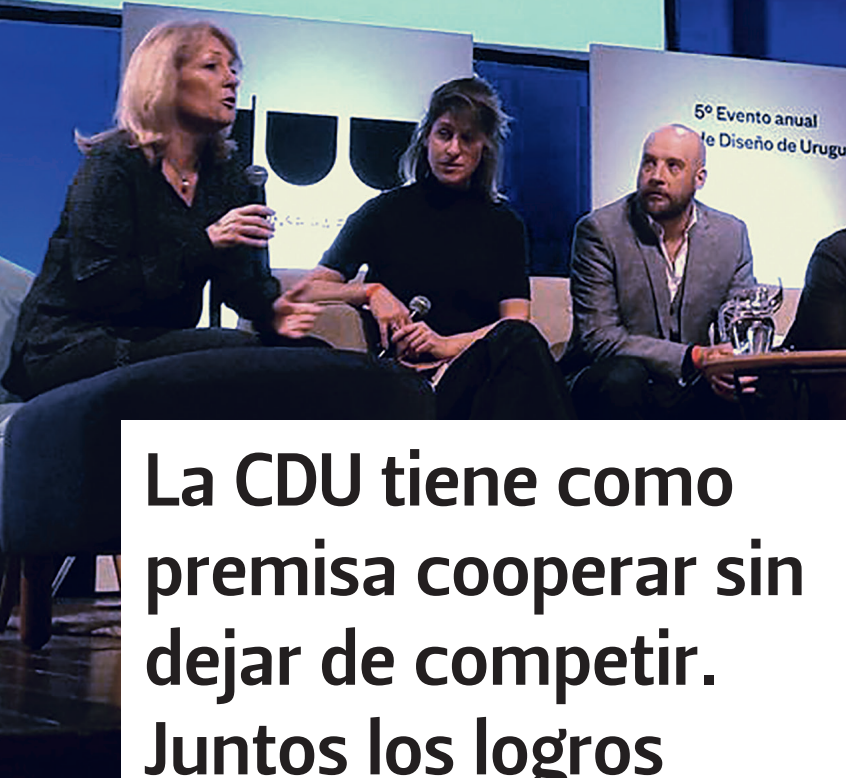 5º Evento anual
e Diseño de Urugu
La CDU tiene como
premisa cooperar sin
dejar de competir.
Juntos los logros